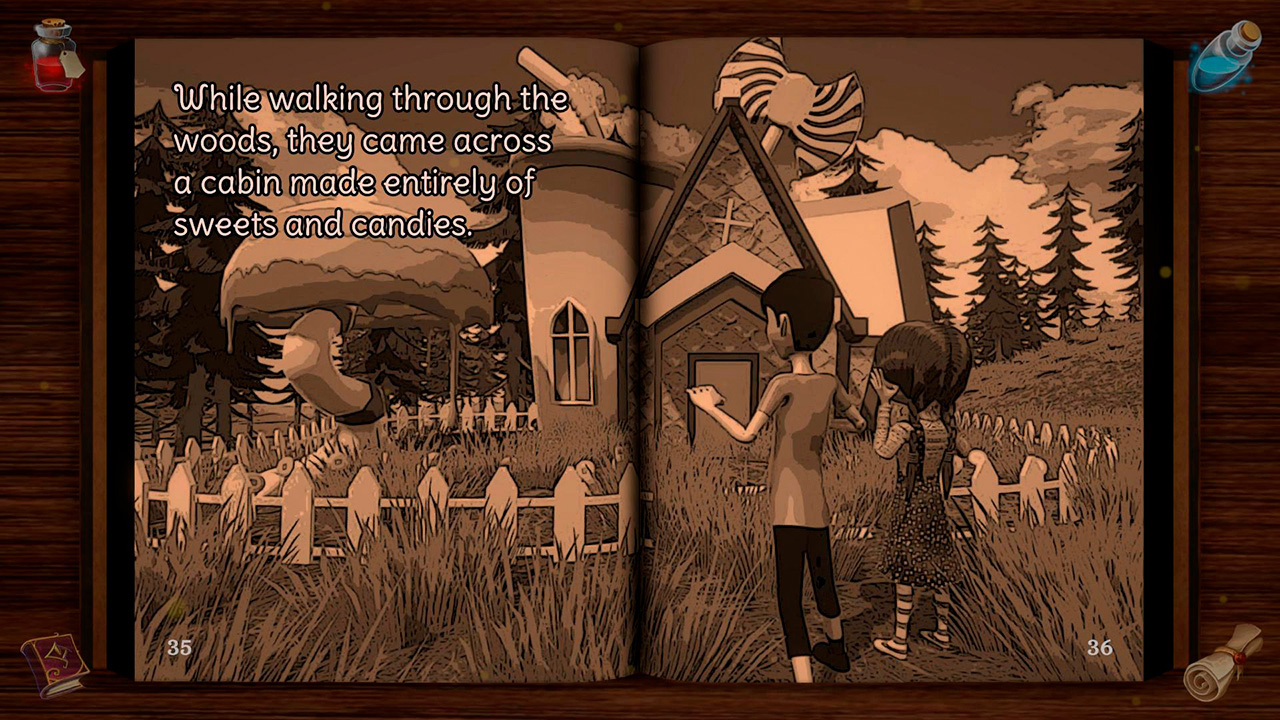 While walking through the
woods, they came across
a cabin made entirely of
sweets and candies.
35
36